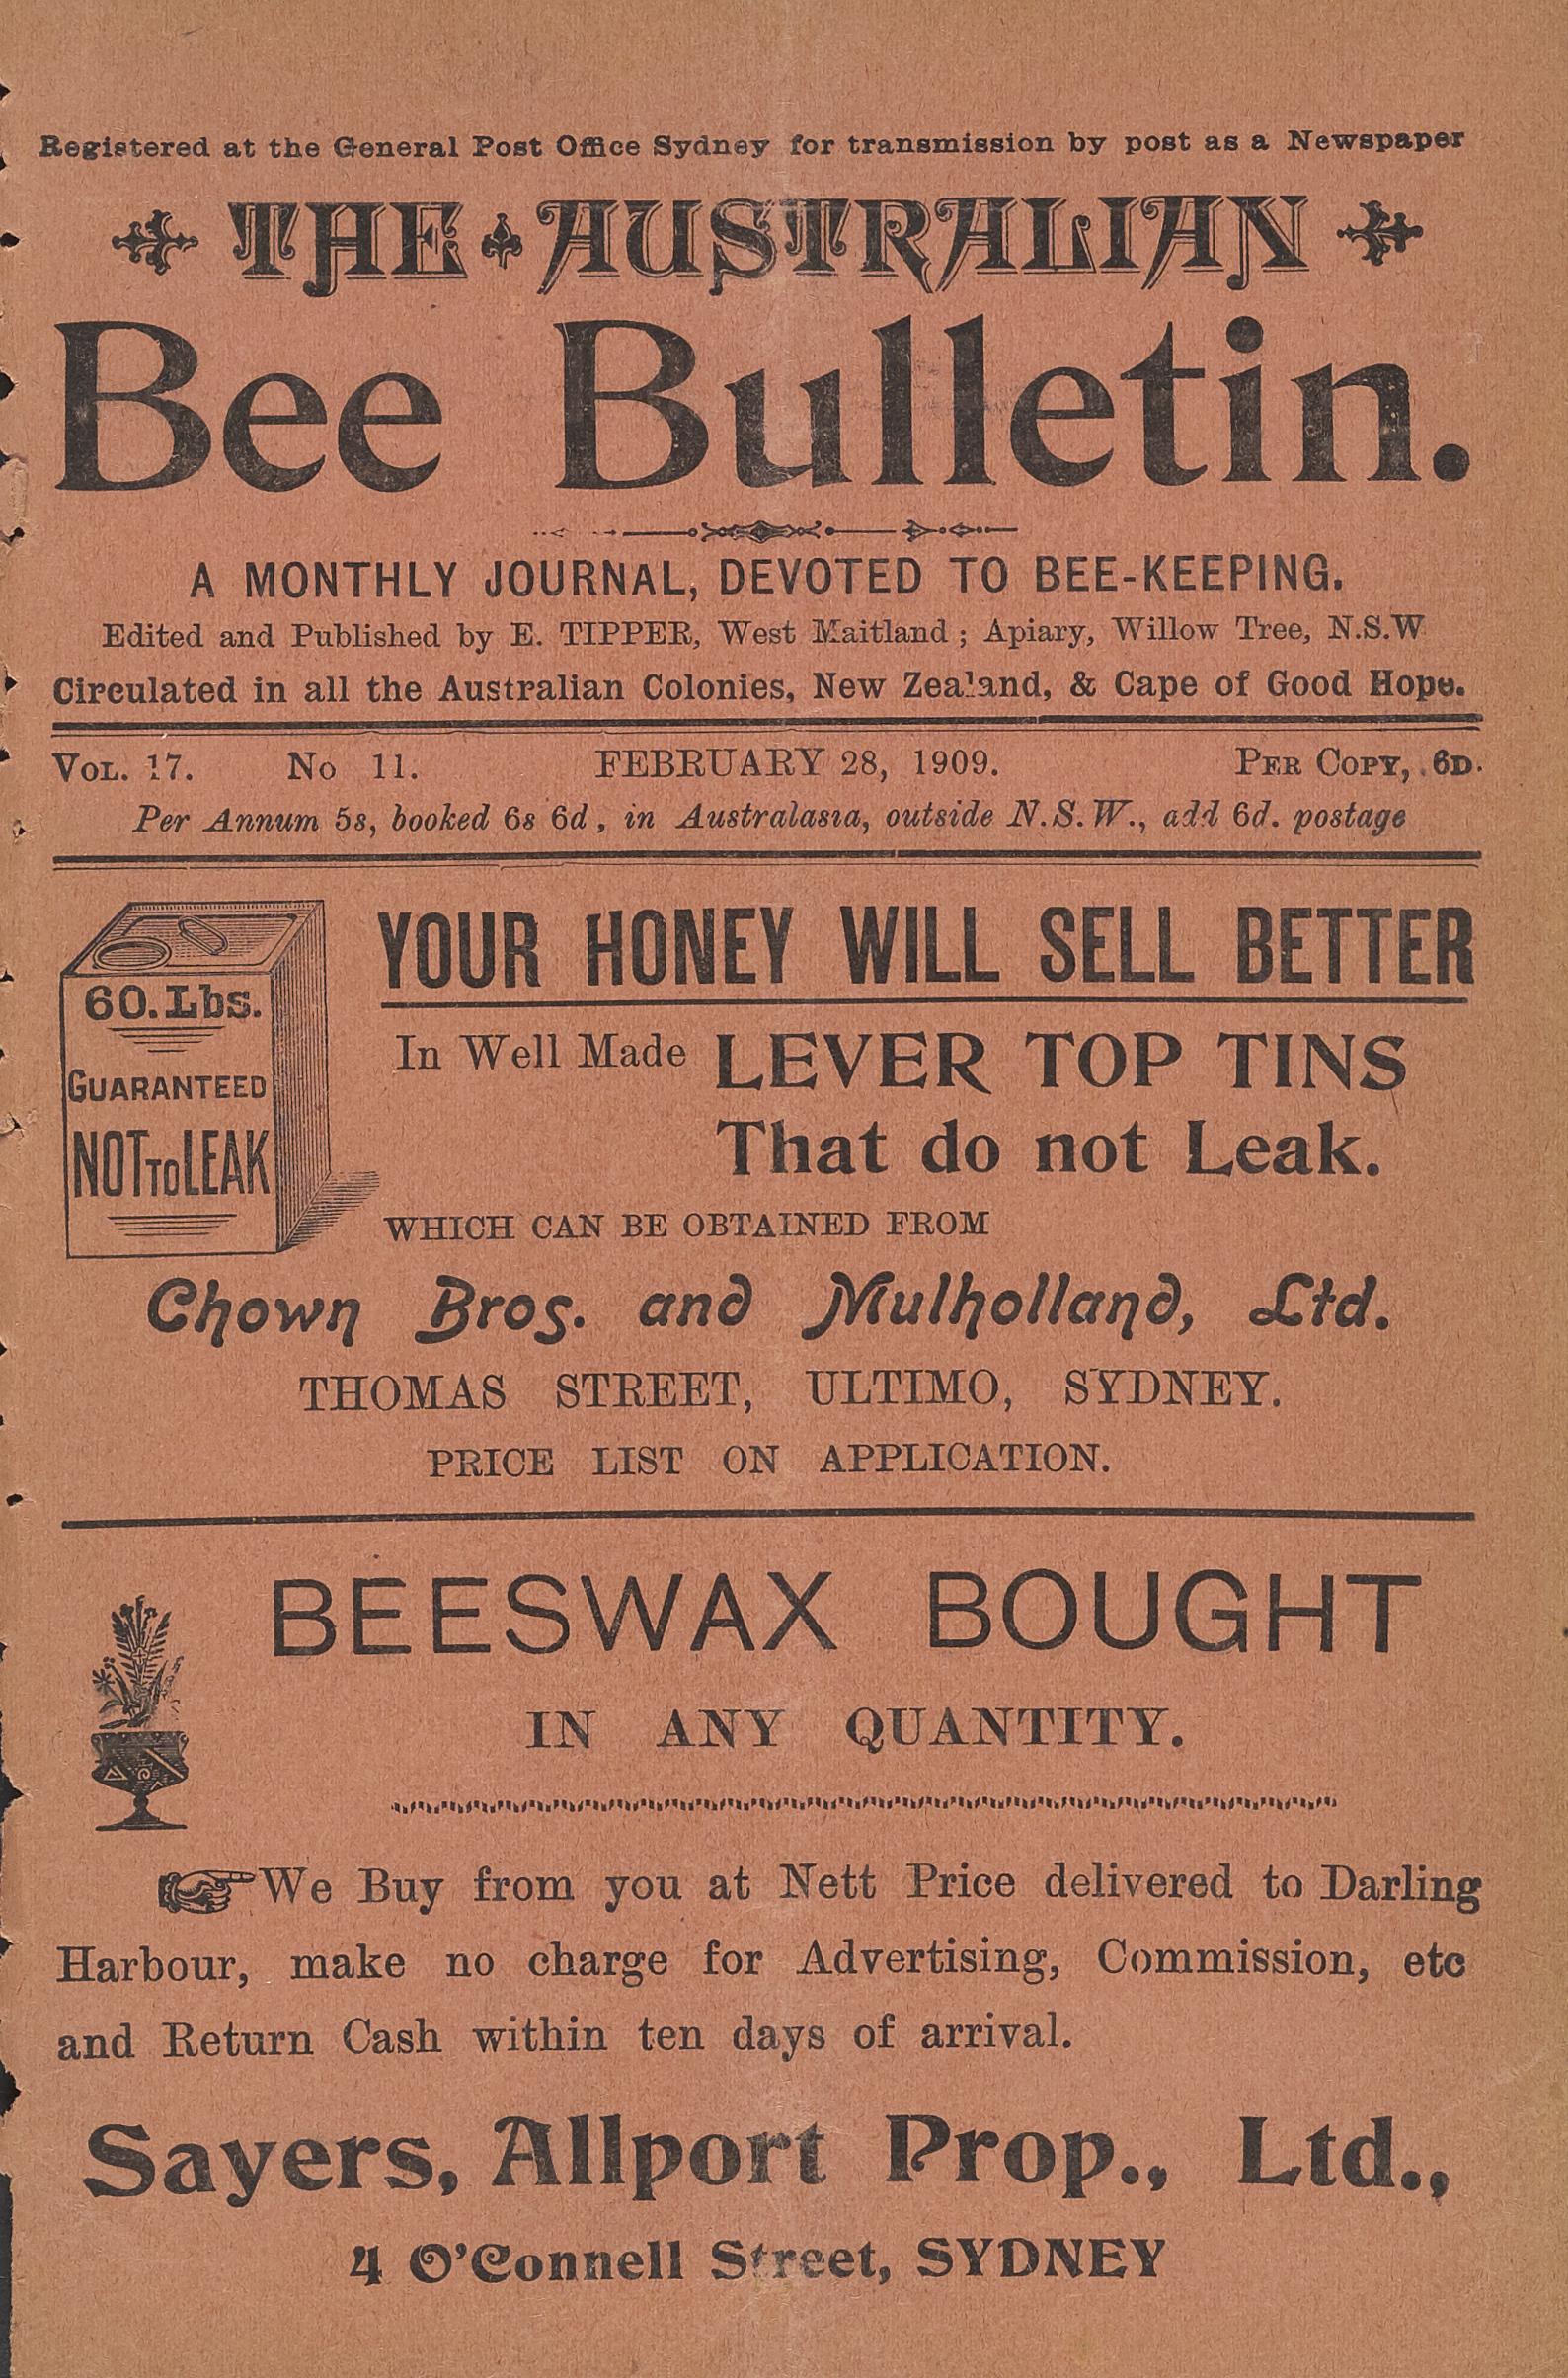 Registered at the General Post Office Sydney for transmission by post as a Newspaper
THE AUSTRALIAN
Bee Bulletin.
A MONTHLY JOURNAL, DEVOTED TO BEE-KEEPING.
Edited and Published by E. TIPPER, West Maitland; Apiary, Willow Tree, N.S.W
Circulated in all the Australian Colonies, New Zealand, & Cape of Good Hope.
VOL. 17. No 11. FEBRUARY 28, 1909. PER COPY, 6D.
Per Annum 5s, booked 6s 6d, in Australasia, outside N.S.W., add 6d. postage
60.Lbs.
GUARANTEED
NOT TO LEAK
YOUR HONEY WILL SELL BETTER
In Well Made LEVER TOP TINS
That do not Leak.
WHICH CAN BE OBTAINED FROM
Chown Bros. and Mulholland, Ltd.
THOMAS STREET, ULTIMO, SYDNEY.
PRICE LIST ON APPLICATION.
BEESWAX BOUGHT
IN ANY QUANTITY.
☞We Buy from you at Nett Price delivered to Darling
Harbour, make no charge for Advertising, Commission, etc
and Return Cash within ten days of arrival.
Sayers, Allport Prop., Ltd.,
4 O'Connell Street, SYDNEY